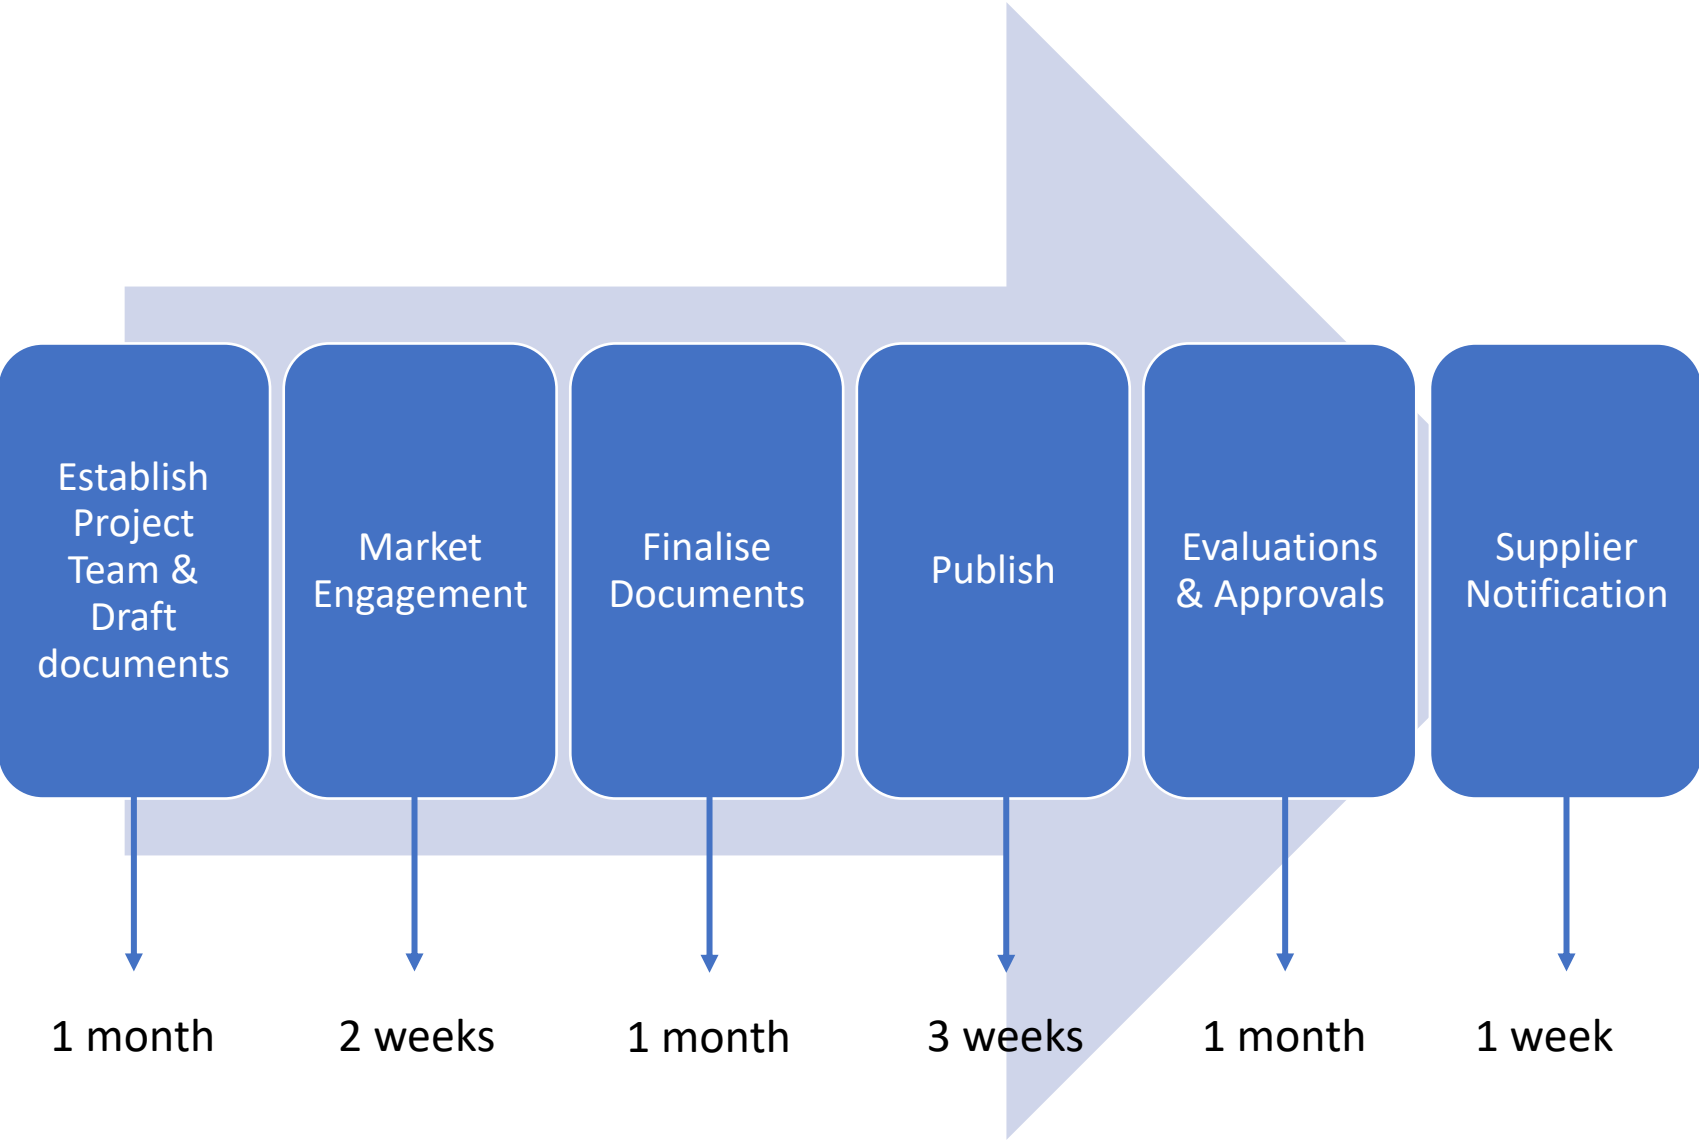 Establish
Project
Team &
Draft
documents
Market
Engagement
Finalise
Documents
Publish
Evaluations
& Approvals
Supplier
Notification
1 month
2 weeks
1 month
3 weeks
1 month
1 week